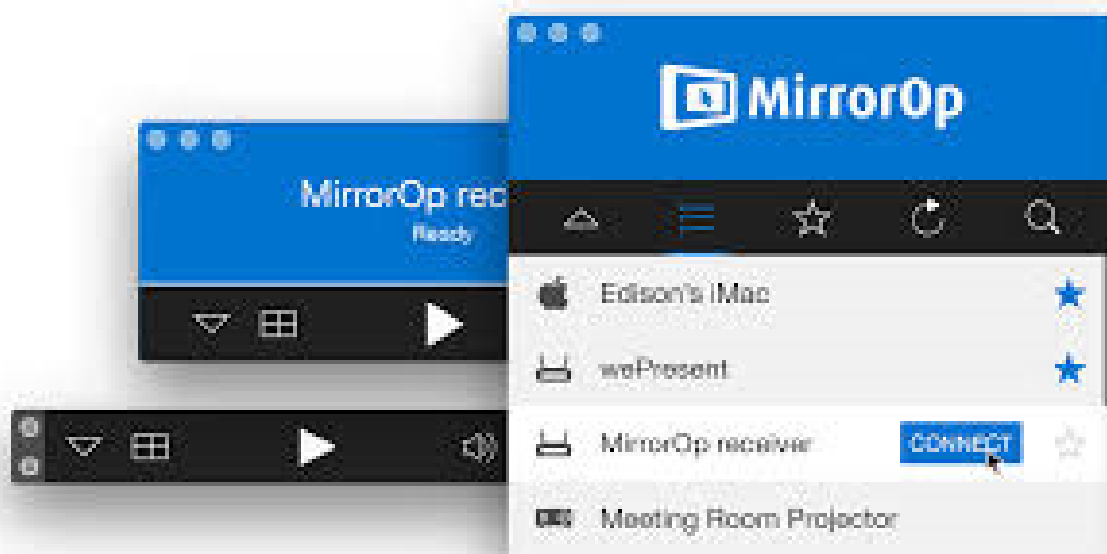 MirrorOp
MirrorOp rec
Ready
Edison's iMac
wePresent
MirrorOp receiver
CONNECT
Meeting Room Projector